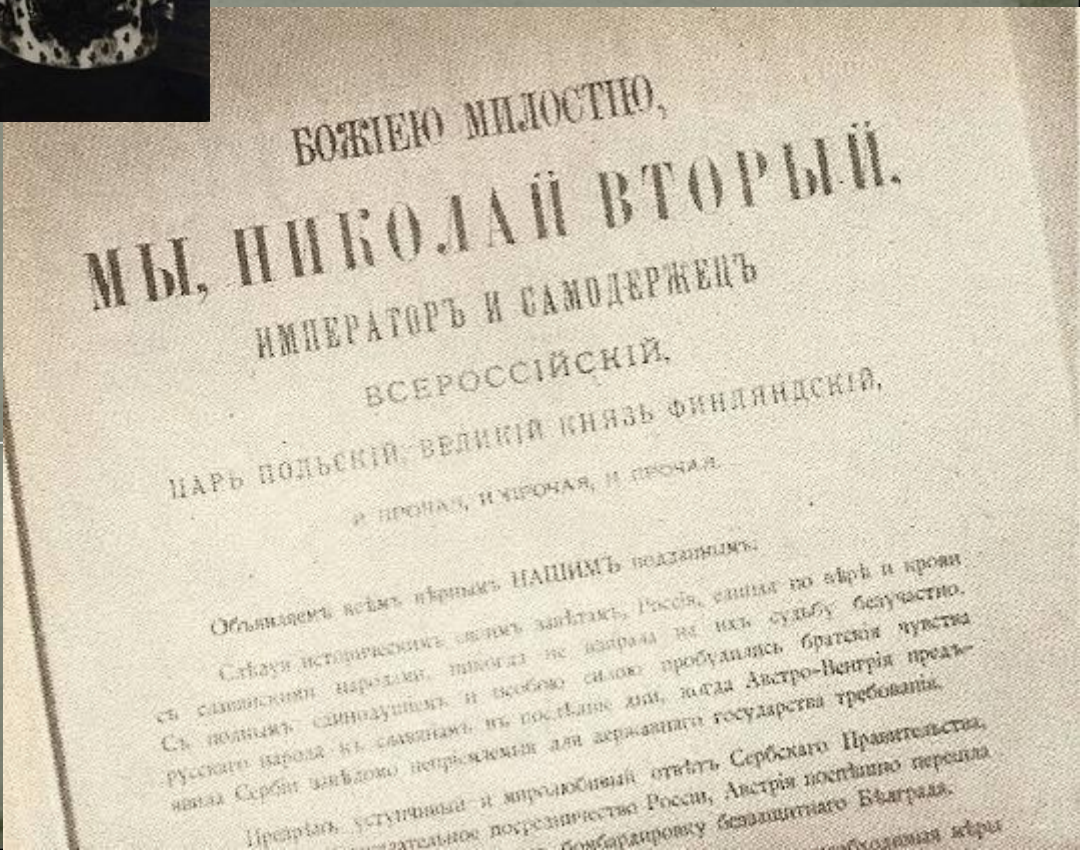 БОЖІЕЮ МИЛОСТІЮ,
МЫ, НИКОЛАЙ ВТОРЫЙ,
ИМПЕРАТОРЪ И САМОДЕРЖЕЦЪ
ВСЕРОССІЙСКІЙ,
ЦАРЬ ПОЛЬСКІЙ, ВЕЛИКІЙ КНЯЗЬ ФИНЛЯНДСКІЙ,
И ПРОЧАЯ, И ПРОЧАЯ, И ПРОЧАЯ.
Объявляемъ всѣмъ вѣрнымъ НАШИМЪ подданнымъ:
Слѣдуя историческимъ своимъ завѣтамъ, Россія, единая по вѣрѣ и крови
съ славянскими народами, никогда не взирала на ихъ судьбу безучастно.
Съ полнымъ единодушіемъ и особою силою пробудились братскія чувства
русскаго народа къ славянамъ въ послѣдніе дни, когда Австро-Венгрія предъ-
явила Сербіи завѣдомо непріемлемыя для державнаго государства требованія.
Презрѣвъ уступчивый и миролюбивый отвѣтъ Сербскаго Правительства,
посредничество Россіи, Австрія поспѣшно перешла
бомбардировку беззащитнаго Бѣлграда.
необходимыя мѣры